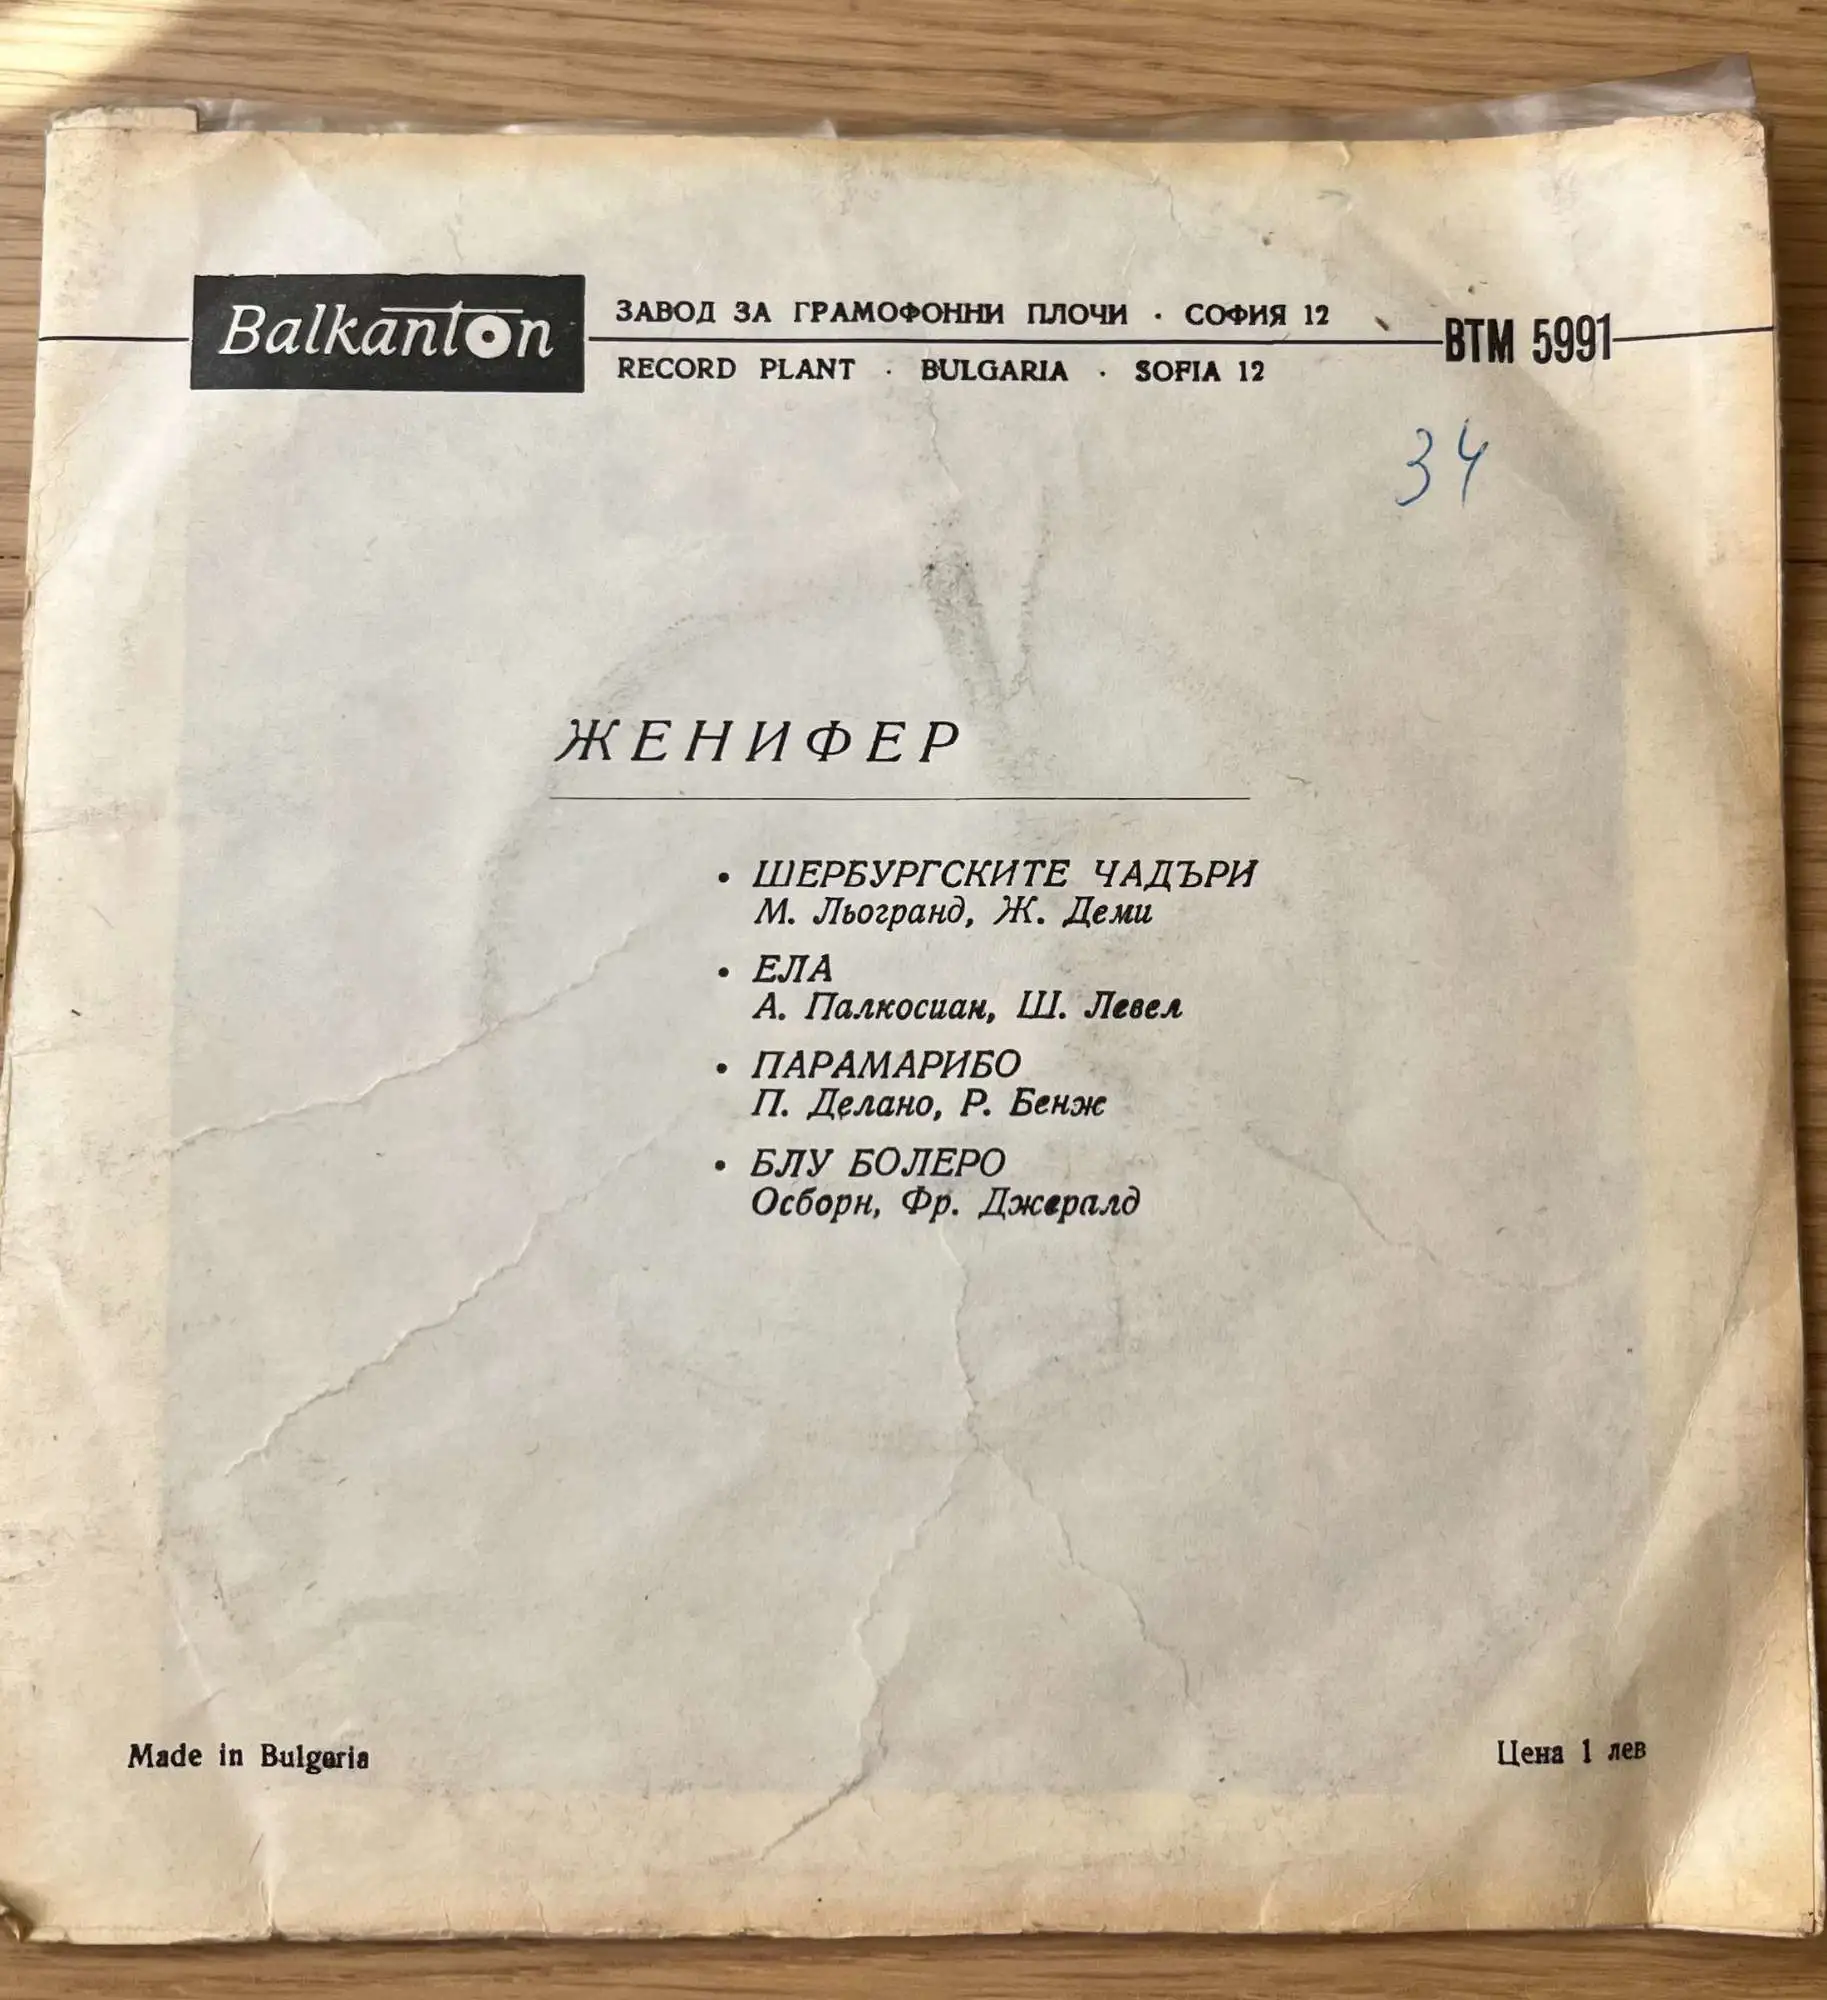 Balkanton
ЗАВОД ЗА ГРАМОФОННИ ПЛОЧИ · СОФИЯ 12
RECORD PLANT · BULGARIA · SOFIA 12
ВТМ 5991
34
ЖЕНИФЕР
• ШЕРБУРГСКИТЕ ЧАДЪРИ
М. Льогранд, Ж. Деми
• ЕЛА
А. Палкосиан, Ш. Левел
• ПАРАМАРИБО
П. Делано, Р. Бенж
• БЛУ БОЛЕРО
Осборн, Фр. Джералд
Made in Bulgaria
Цена 1 лев